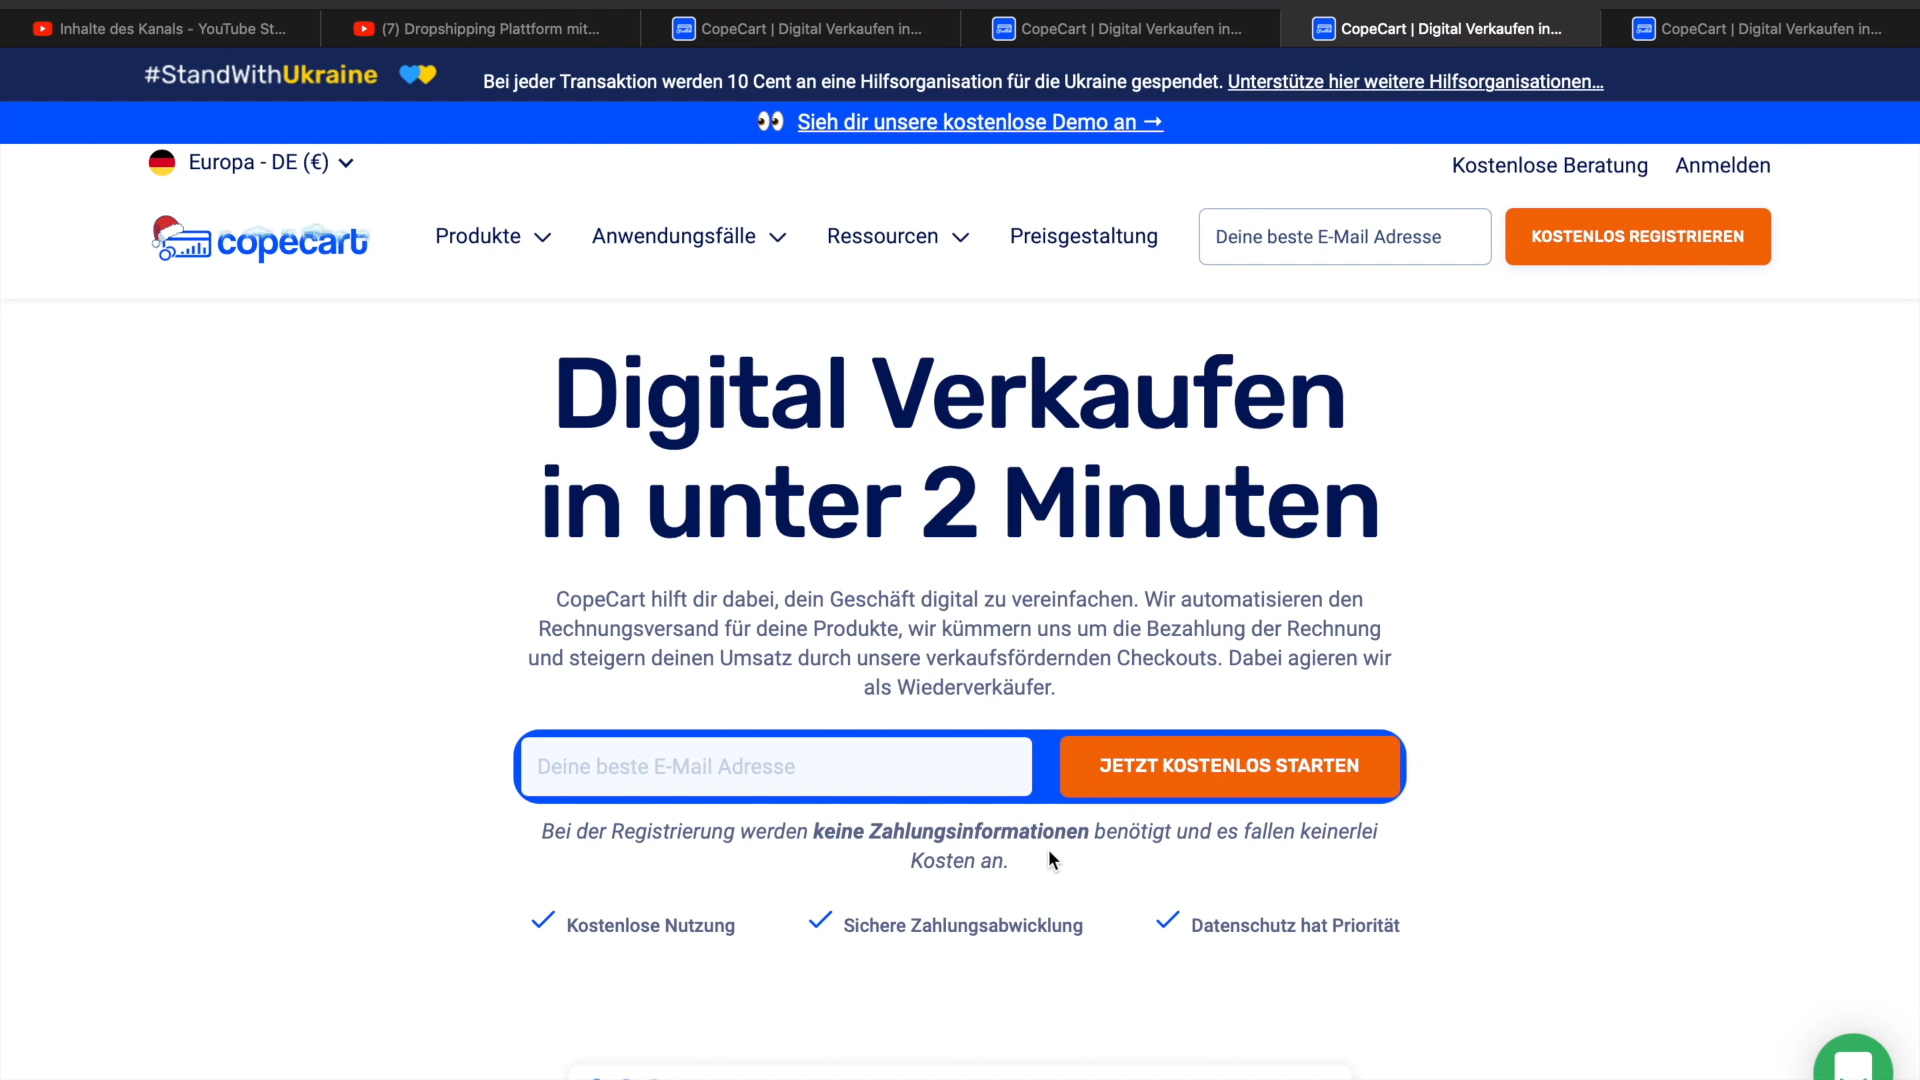 Inhalte des Kanals - YouTube St...
(7) Dropshipping Plattform mit...
CopeCart | Digital Verkaufen in...
CopeCart | Digital Verkaufen in...
CopeCart | Digital Verkaufen in...
CopeCart | Digital Verkaufen in...
#StandWithUkraine
Bei jeder Transaktion werden 10 Cent an eine Hilfsorganisation für die Ukraine gespendet. Unterstütze hier weitere Hilfsorganisationen...
Sieh dir unsere kostenlose Demo an →
Europa - DE (€)
Kostenlose Beratung
Anmelden
copecart
Produkte
Anwendungsfälle
Ressourcen
Preisgestaltung
Deine beste E-Mail Adresse
KOSTENLOS REGISTRIEREN
Digital Verkaufen
in unter 2 Minuten
CopeCart hilft dir dabei, dein Geschäft digital zu vereinfachen. Wir automatisieren den
Rechnungsversand für deine Produkte, wir kümmern uns um die Bezahlung der Rechnung
und steigern deinen Umsatz durch unsere verkaufsfördernden Checkouts. Dabei agieren wir
als Wiederverkäufer.
Deine beste E-Mail Adresse
JETZT KOSTENLOS STARTEN
Bei der Registrierung werden keine Zahlungsinformationen benötigt und es fallen keinerlei
Kosten an.
Kostenlose Nutzung
Sichere Zahlungsabwicklung
Datenschutz hat Priorität